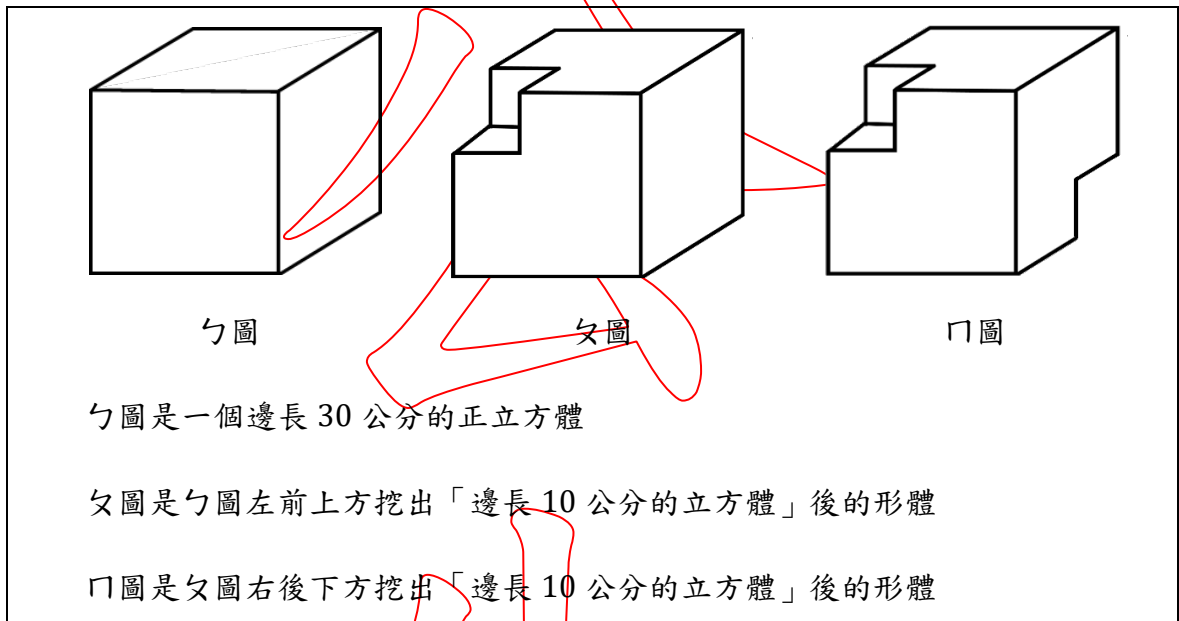 ㄅ圖 ㄆ圖 ㄇ圖
ㄅ圖是一個邊長 30 公分的正立方體
ㄆ圖是ㄅ圖左前上方挖出「邊長 10 公分的立方體」後的形體
ㄇ圖是ㄆ圖右後下方挖出「邊長 10 公分的立方體」後的形體